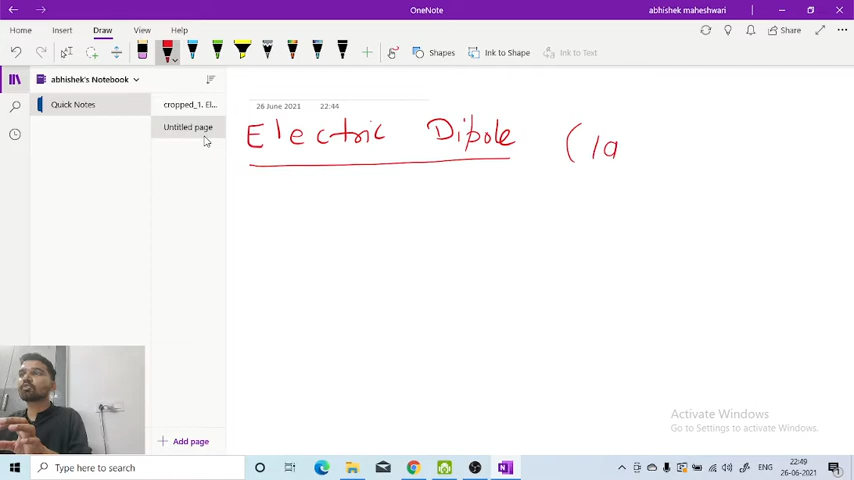 OneNote
abhishek maheshwari
Home Insert Draw View Help
Share
Shapes Ink to Shape Ink to Text
abhishek's Notebook
Quick Notes
cropped_1. El...
Untitled page
26 June 2021 22:44
Electric Dipole (1a
Activate Windows
Go to Settings to activate Windows.
Add page
Type here to search
ENG
22:49
26-06-2021